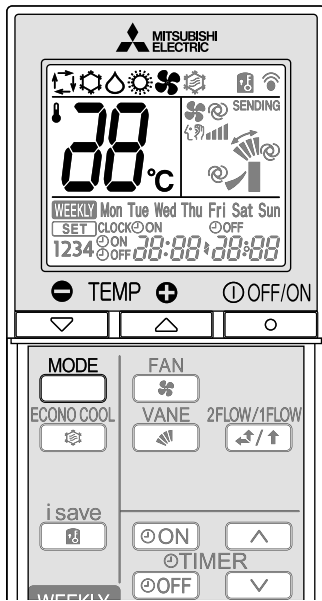 MITSUBISHI
ELECTRIC
88
°C
SENDING
WEEKLY Mon Tue Wed Thu Fri Sat Sun
SET CLOCK ON OFF
1234 ON OFF 88:88 88:88
TEMP OFF/ON
MODE FAN
ECONO COOL VANE 2FLOW/1FLOW
i save
ON
TIMER
OFF
WEEKLY